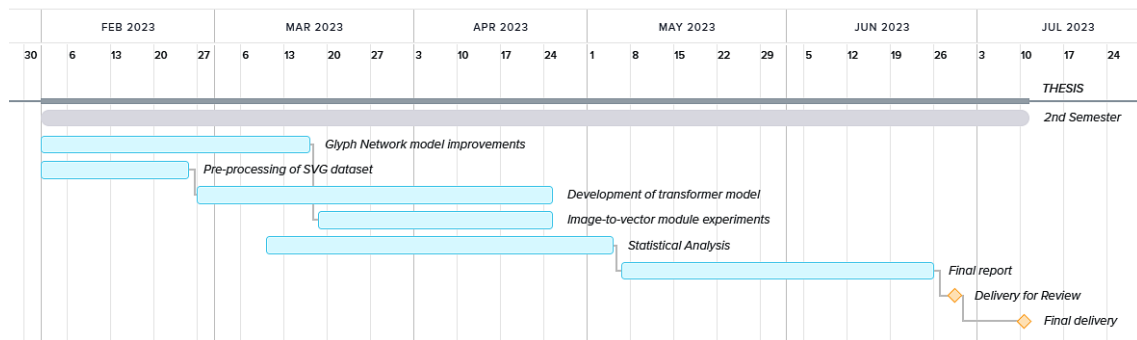 FEB 2023 MAR 2023 APR 2023 MAY 2023 JUN 2023 JUL 2023
30 6 13 20 27 6 13 20 27 3 10 17 24 1 8 15 22 29 5 12 19 26 3 10 17 24
THESIS
2nd Semester
Glyph Network model improvements
Pre-processing of SVG dataset
Development of transformer model
Image-to-vector module experiments
Statistical Analysis
Final report
Delivery for Review
Final delivery